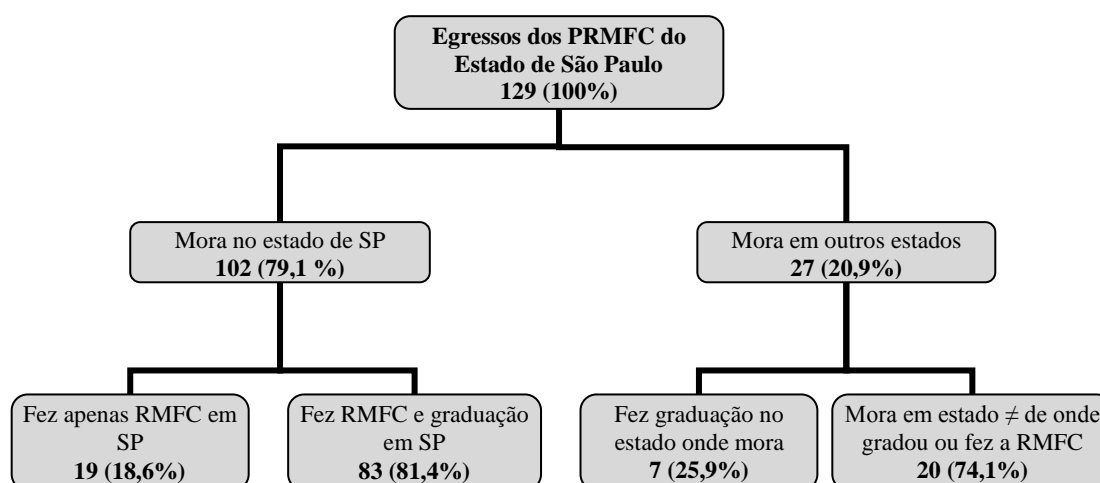 Egressos dos PRMFC do
Estado de São Paulo
129 (100%)
Mora no estado de SP
102 (79,1 %)
Mora em outros estados
27 (20,9%)
Fez apenas RMFC em
SP
19 (18,6%)
Fez RMFC e graduação
em SP
83 (81,4%)
Fez graduação no
estado onde mora
7 (25,9%)
Mora em estado ≠ de onde
gradou ou fez a RMFC
20 (74,1%)